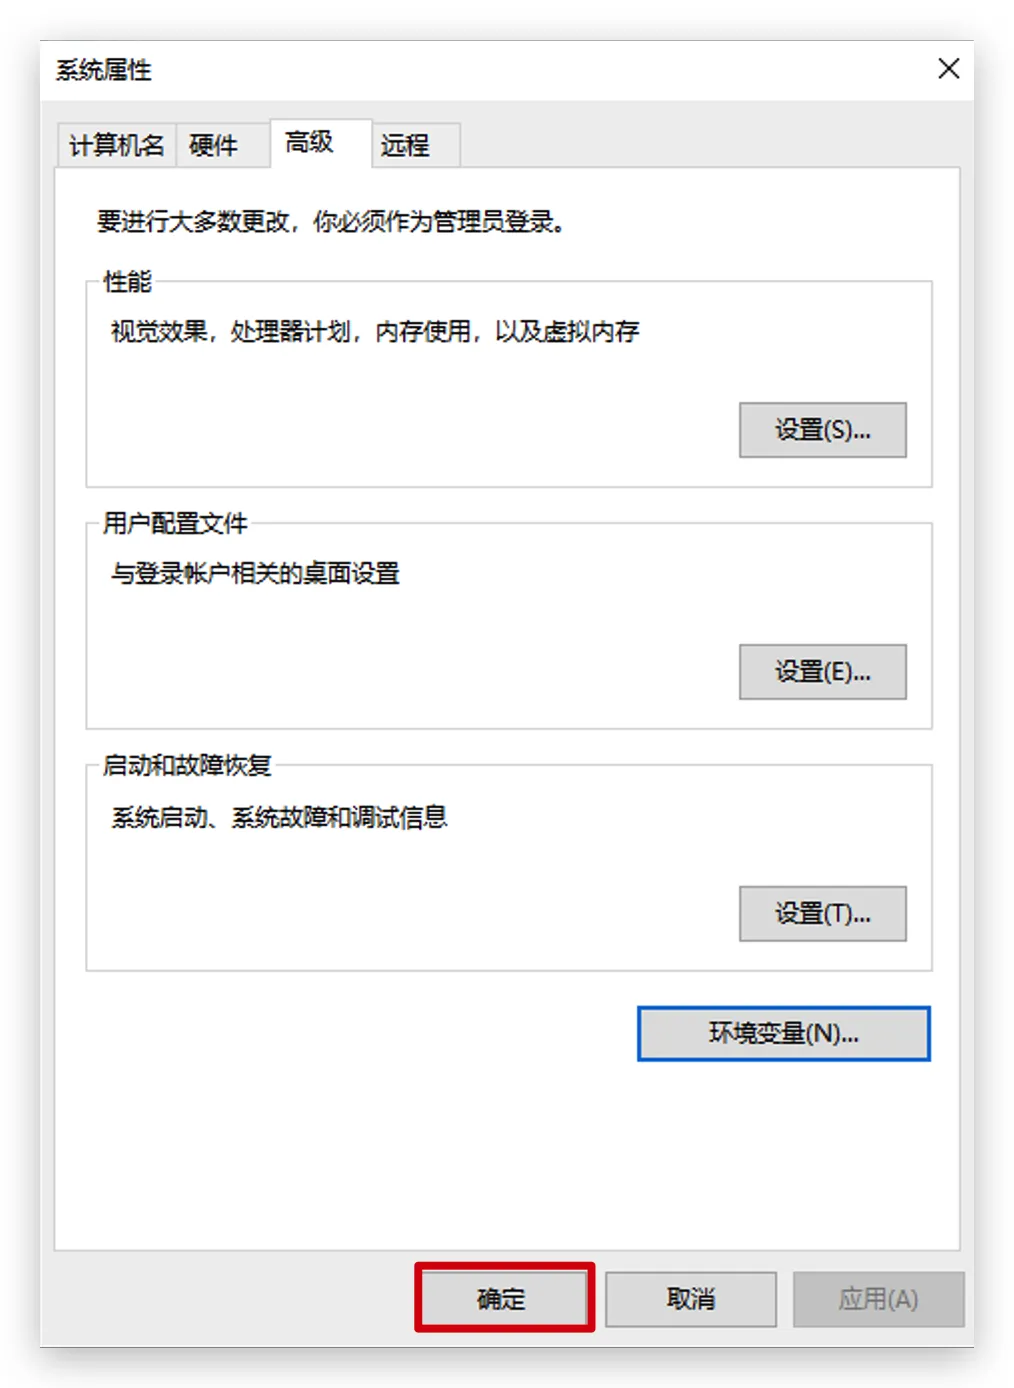 系统属性
计算机名 硬件 高级 远程
要进行大多数更改，你必须作为管理员登录。
性能
视觉效果，处理器计划，内存使用，以及虚拟内存
设置(S)...
用户配置文件
与登录帐户相关的桌面设置
设置(E)...
启动和故障恢复
系统启动、系统故障和调试信息
设置(T)...
环境变量(N)...
确定 取消 应用(A)